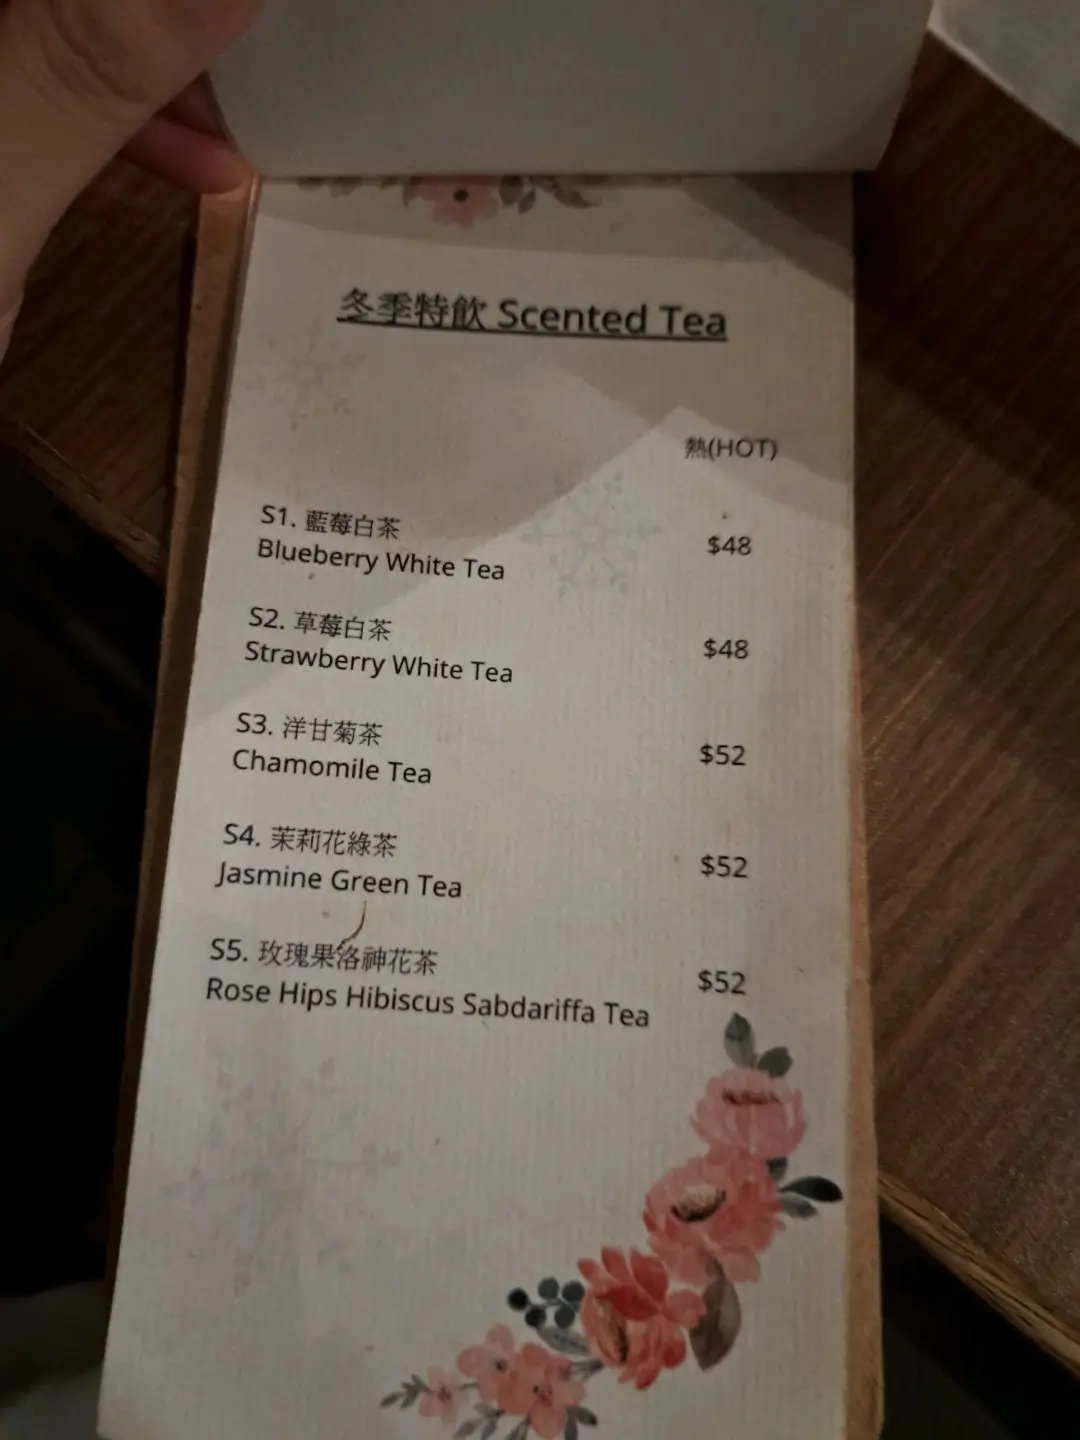 冬季特飲 Scented Tea
熱(HOT)
S1. 藍莓白茶
Blueberry White Tea
$48
S2. 草莓白茶
Strawberry White Tea
$48
S3. 洋甘菊茶
Chamomile Tea
$52
S4. 茉莉花綠茶
Jasmine Green Tea
$52
S5. 玫瑰果洛神花茶
Rose Hips Hibiscus Sabdariffa Tea
$52